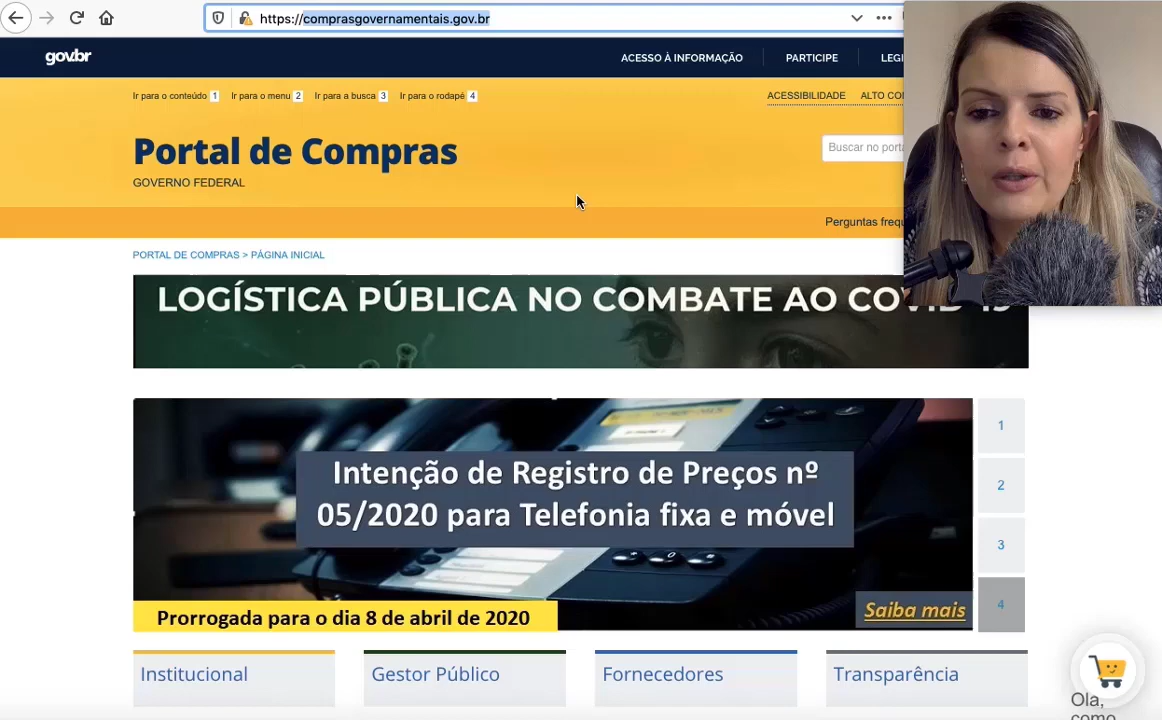 https://comprasgovernamentais.gov.br
gov.br
ACESSO À INFORMAÇÃO
PARTICIPE
Ir para o conteúdo 1
Ir para o menu 2
Ir para a busca 3
Ir para o rodapé 4
ACESSIBILIDADE
ALTO
Portal de Compras
GOVERNO FEDERAL
Buscar no
Perguntas
PORTAL DE COMPRAS > PÁGINA INICIAL
LOGÍSTICA PÚBLICA NO COMBATE AO
Intenção de Registro de Preços nº
05/2020 para Telefonia fixa e móvel
Prorrogada para o dia 8 de abril de 2020
Saiba mais
1
2
3
4
Institucional
Gestor Público
Fornecedores
Transparência
Ola,